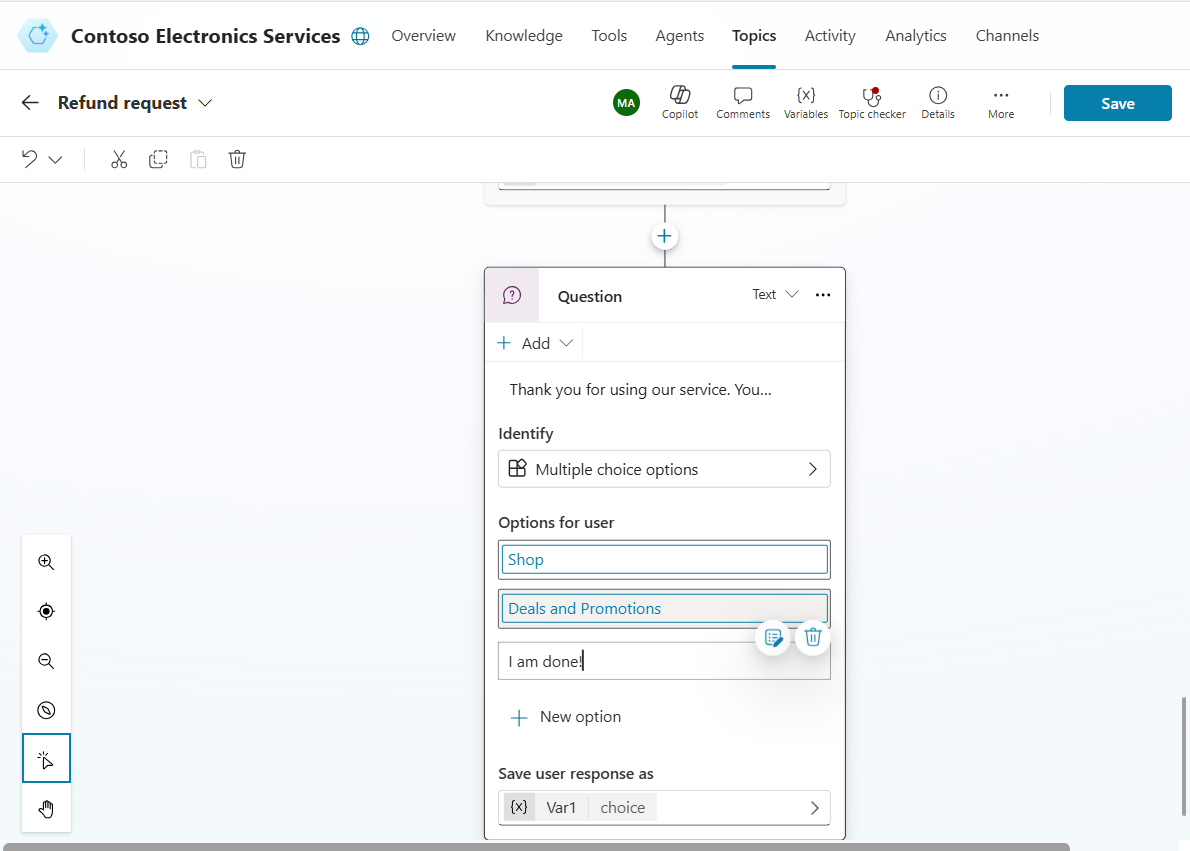 Contoso Electronics Services Overview Knowledge Tools Agents Topics Activity Analytics Channels
Refund request MA Copilot Comments {x} Variables Topic checker Details More Save
Question Text
Add
Thank you for using our service. You...
Identify
Multiple choice options
Options for user
Shop
Deals and Promotions
I am done!
New option
Save user response as
{x} Var1 choice